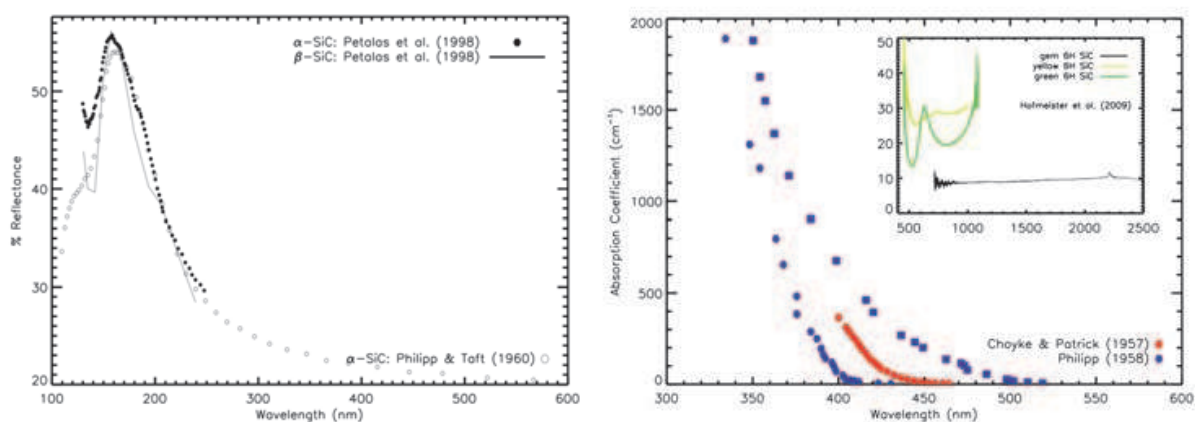 α-SiC: Petalas et al. (1998)
β-SiC: Petalas et al. (1998)
% Reflectance
50
40
30
20
α-SiC: Philipp & Toft (1960)
100 200 300 400 500 600
Wavelength (nm)
Absorption Coefficient (cm⁻¹)
2000
1500
1000
500
0
50
40
30
20
10
0
gem 6H SiC
yellow 6H SiC
green 6H SiC
Hofmeister et al. (2009)
500 1000 1500 2000 2500
Choyke & Patrick (1957)
Philipp (1958)
300 350 400 450 500 550 600
Wavelength (nm)